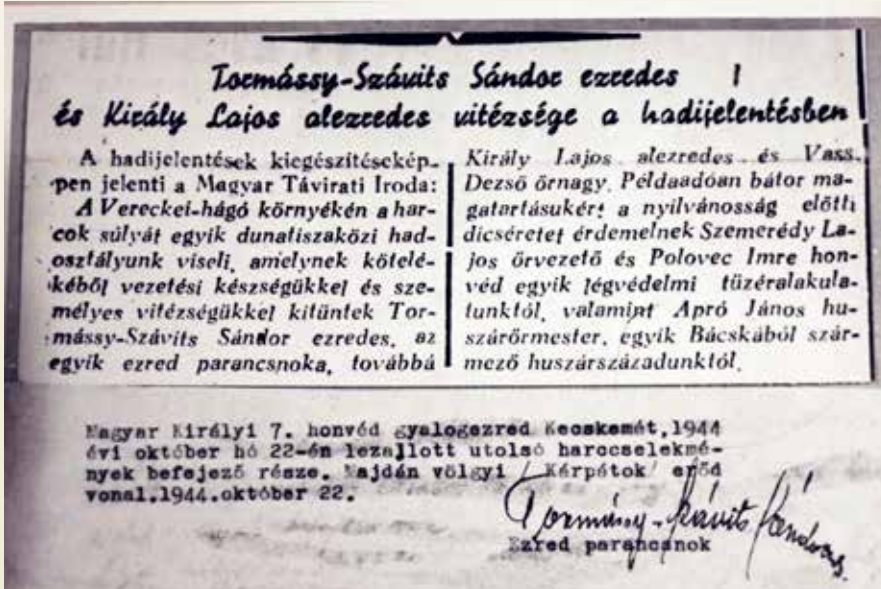 Tormássy-Szávits Sándor ezredes
és Király Lajos alezredes vitézsége a hadijelentésben
A hadijelentések kiegészítésekép-
pen jelenti a Magyar Távirati Iroda:
A Vereckei-hágó környékén a har-
cok súlyát egyik dunatiszaközi had-
osztályunk viseli, amelynek köteléké-
kéből vezetési készségükkel és sze-
mélyes vitézségükkel kitüntek Tor-
mássy-Szávits Sándor ezredes, az
egyik ezred parancsnoka, továbbá
Király Lajos alezredes és Vass
Dezső őrnagy. Példaadóan bátor ma-
gatartásukért a nyilvánosság előtti
dicséretet érdemelnek Szemerédy La-
jos őrvezető és Polovec Imre hon-
véd egyik légvédelmi tüzéralakula-
tunktól, valamint Apró János hu-
szárőrmester, egyik Bácskából szár-
mező huszárszázadunktól.
Magyar Királyi 7. honvéd gyalogezred Kecskemét,1944
évi október hó 22-én lezajlott utolsó harccselekmé-
nyek befejező része. Majdán völgyi / Kárpátok/ erőd
vonal.1944.október 22.
Tormássy-Szávits Sándor ezds.
Ezred parancsnok